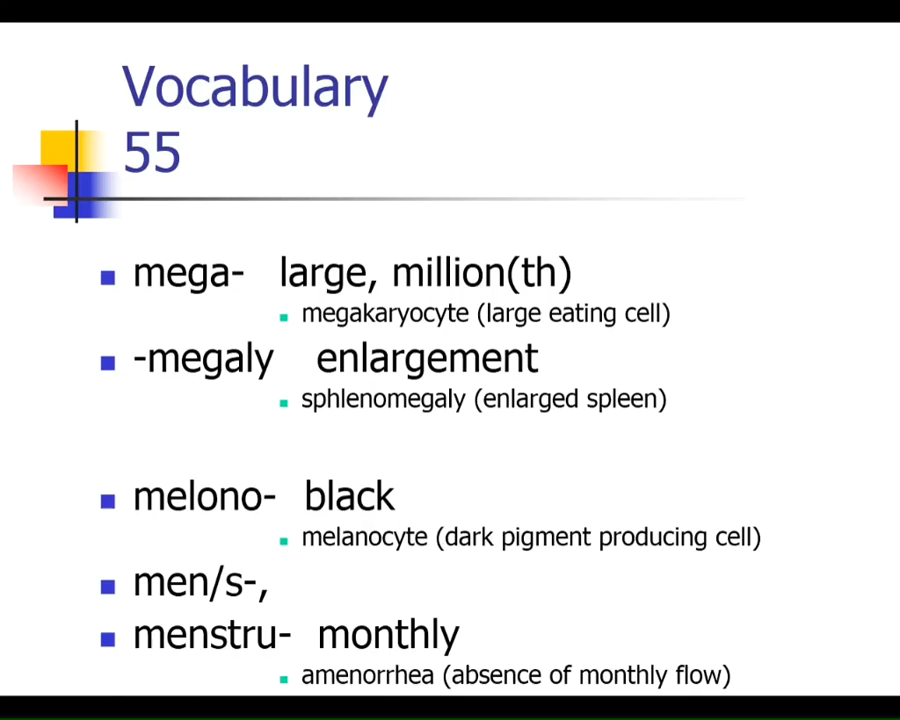 Vocabulary
55
mega- large, million(th)
megakaryocyte (large eating cell)
-megaly enlargement
sphlenomegaly (enlarged spleen)
melono- black
melanocyte (dark pigment producing cell)
men/s-,
menstru- monthly
amenorrhea (absence of monthly flow)